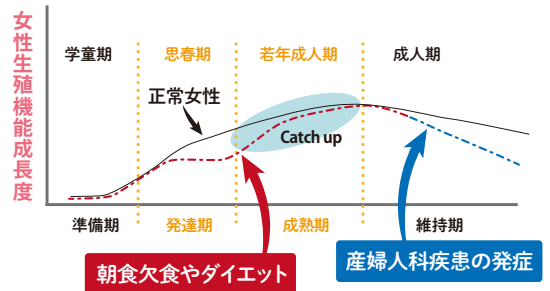 女性生殖機能成長度
学童期
思春期
若年成人期
成人期
正常女性
Catch up
準備期
発達期
成熟期
維持期
朝食欠食やダイエット
産婦人科疾患の発症